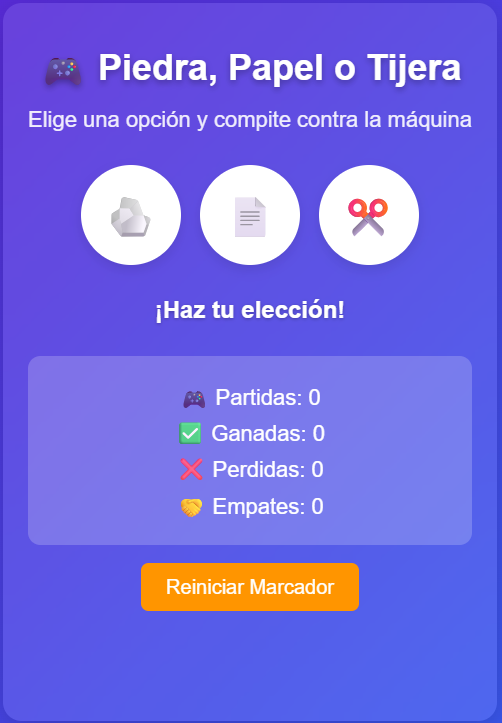 🎮 Piedra, Papel o Tijera
Elige una opción y compite contra la máquina
¡Haz tu elección!
🎮 Partidas: 0
✅ Ganadas: 0
❌ Perdidas: 0
🤝 Empates: 0
Reiniciar Marcador